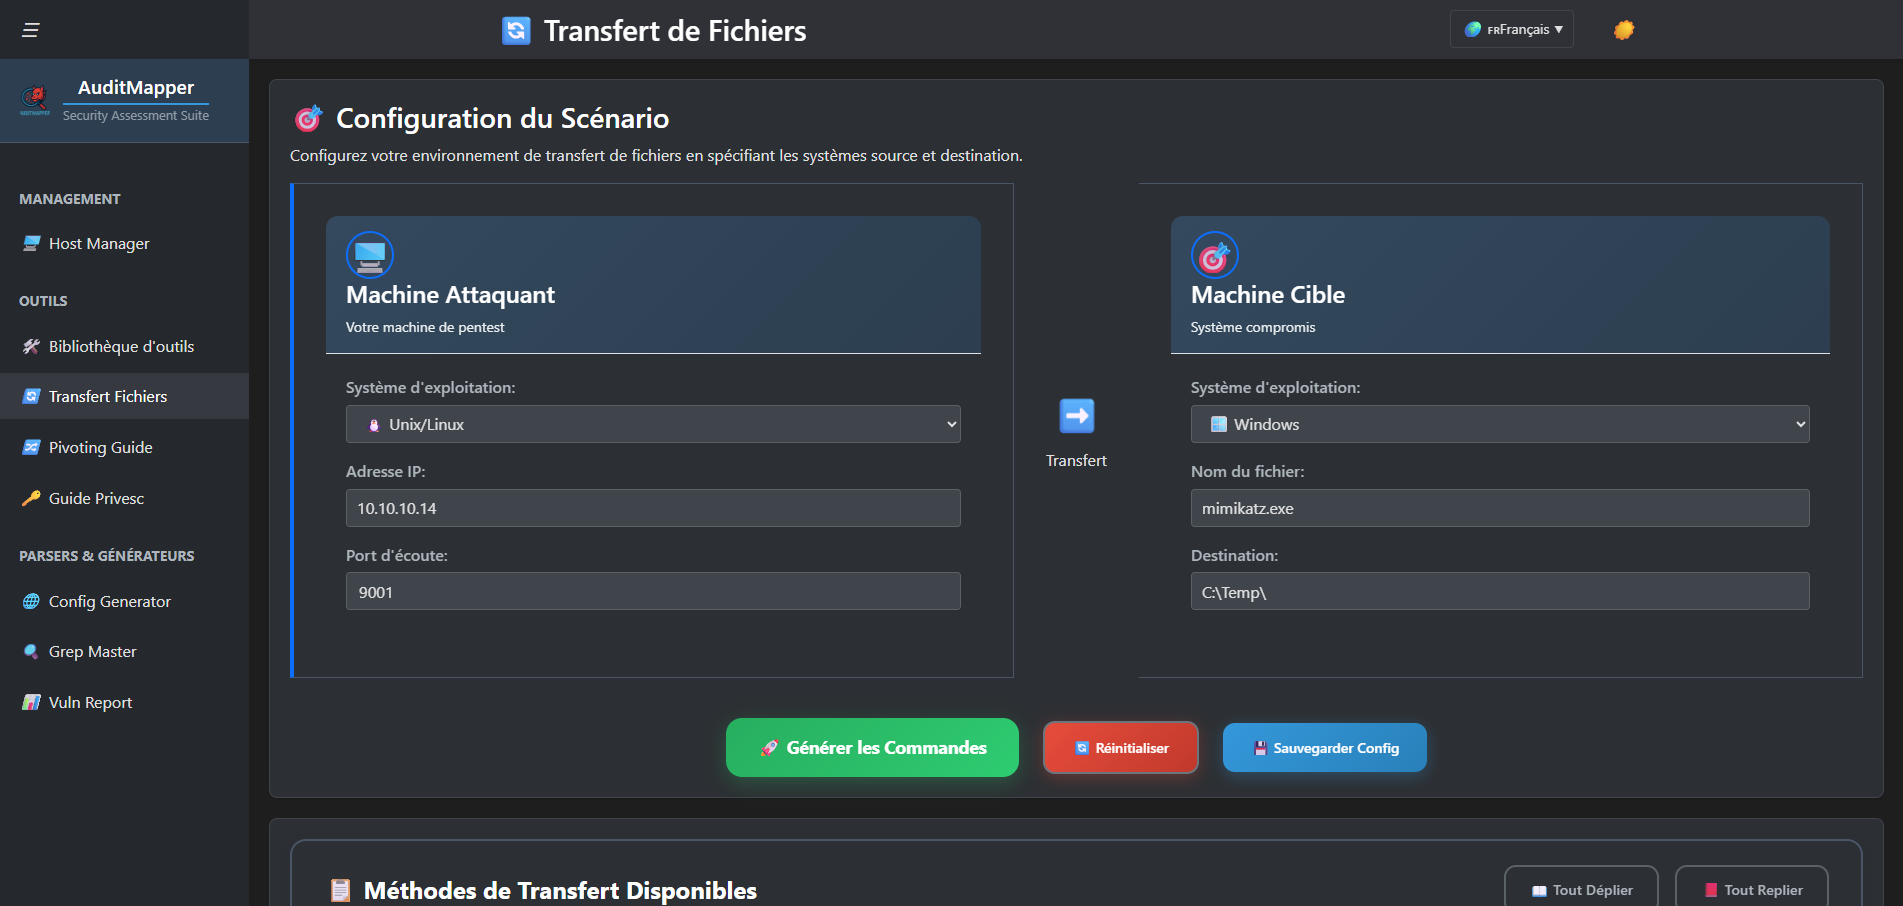 Transfert de Fichiers
FRFrançais ▼
AuditMapper
Security Assessment Suite
MANAGEMENT
Host Manager
OUTILS
Bibliothèque d'outils
Transfert Fichiers
Pivoting Guide
Guide Privesc
PARSERS & GÉNÉRATEURS
Config Generator
Grep Master
Vuln Report
Configuration du Scénario
Configurez votre environnement de transfert de fichiers en spécifiant les systèmes source et destination.
Machine Attaquant
Votre machine de pentest
Système d'exploitation:
Unix/Linux
Adresse IP:
10.10.10.14
Port d'écoute:
9001
Transfert
Machine Cible
Système compromis
Système d'exploitation:
Windows
Nom du fichier:
mimikatz.exe
Destination:
C:\Temp\
Générer les Commandes
Réinitialiser
Sauvegarder Config
Méthodes de Transfert Disponibles
Tout Déplier
Tout Replier